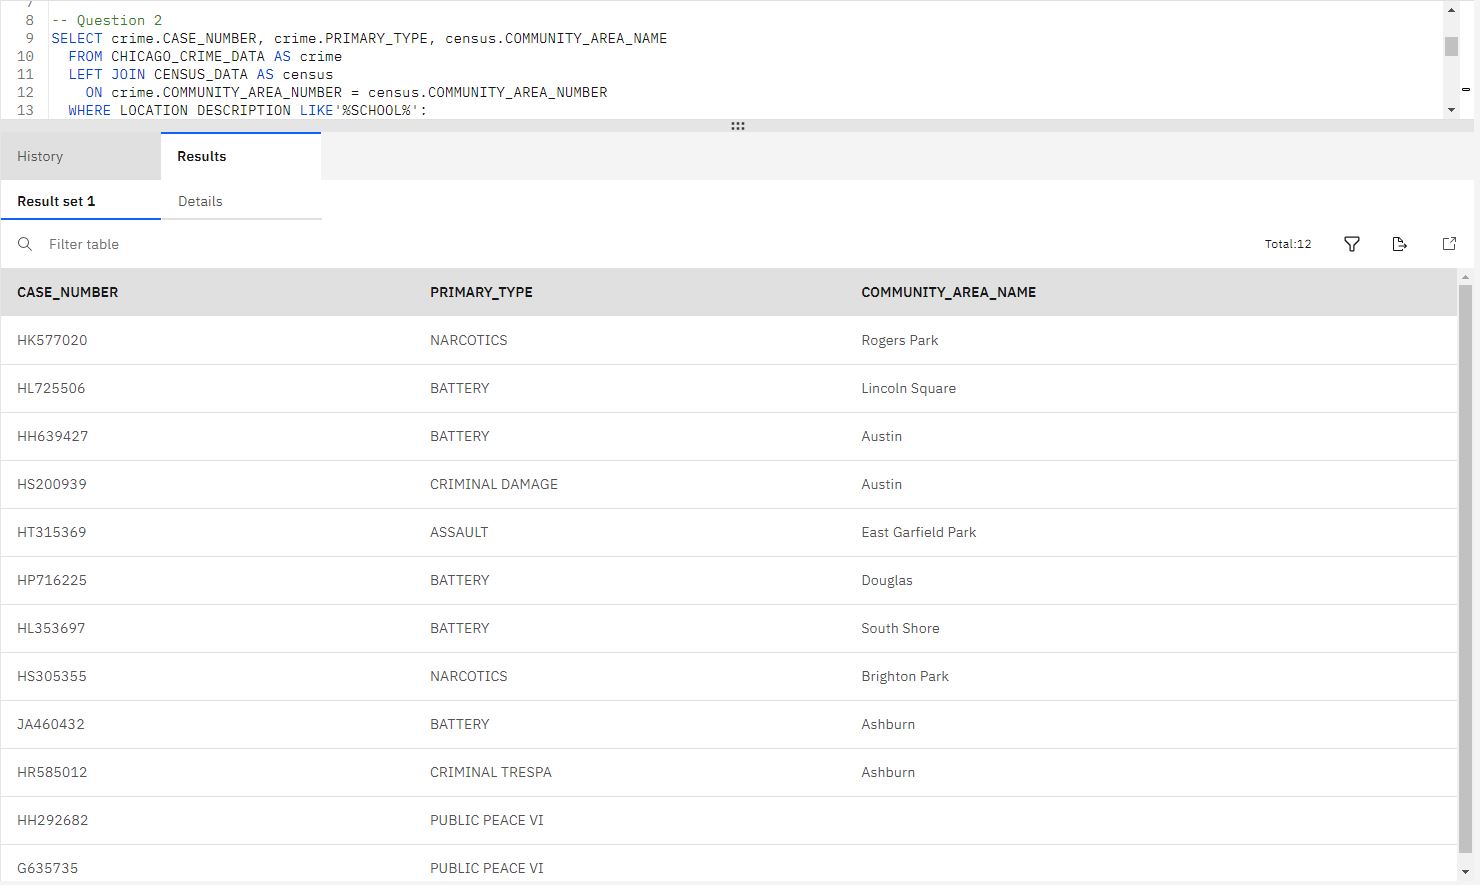 7
8 -- Question 2
9 SELECT crime.CASE_NUMBER, crime.PRIMARY_TYPE, census.COMMUNITY_AREA_NAME
10 FROM CHICAGO_CRIME_DATA AS crime
11 LEFT JOIN CENSUS_DATA AS census
12 ON crime.COMMUNITY_AREA_NUMBER = census.COMMUNITY_AREA_NUMBER
13 WHERE LOCATION_DESCRIPTION LIKE'%SCHOOL%';
History Results
Result set 1 Details
Filter table Total:12
CASE_NUMBER PRIMARY_TYPE COMMUNITY_AREA_NAME
HK577020 NARCOTICS Rogers Park
HL725506 BATTERY Lincoln Square
HH639427 BATTERY Austin
HS200939 CRIMINAL DAMAGE Austin
HT315369 ASSAULT East Garfield Park
HP716225 BATTERY Douglas
HL353697 BATTERY South Shore
HS305355 NARCOTICS Brighton Park
JA460432 BATTERY Ashburn
HR585012 CRIMINAL TRESPA Ashburn
HH292682 PUBLIC PEACE VI
G635735 PUBLIC PEACE VI